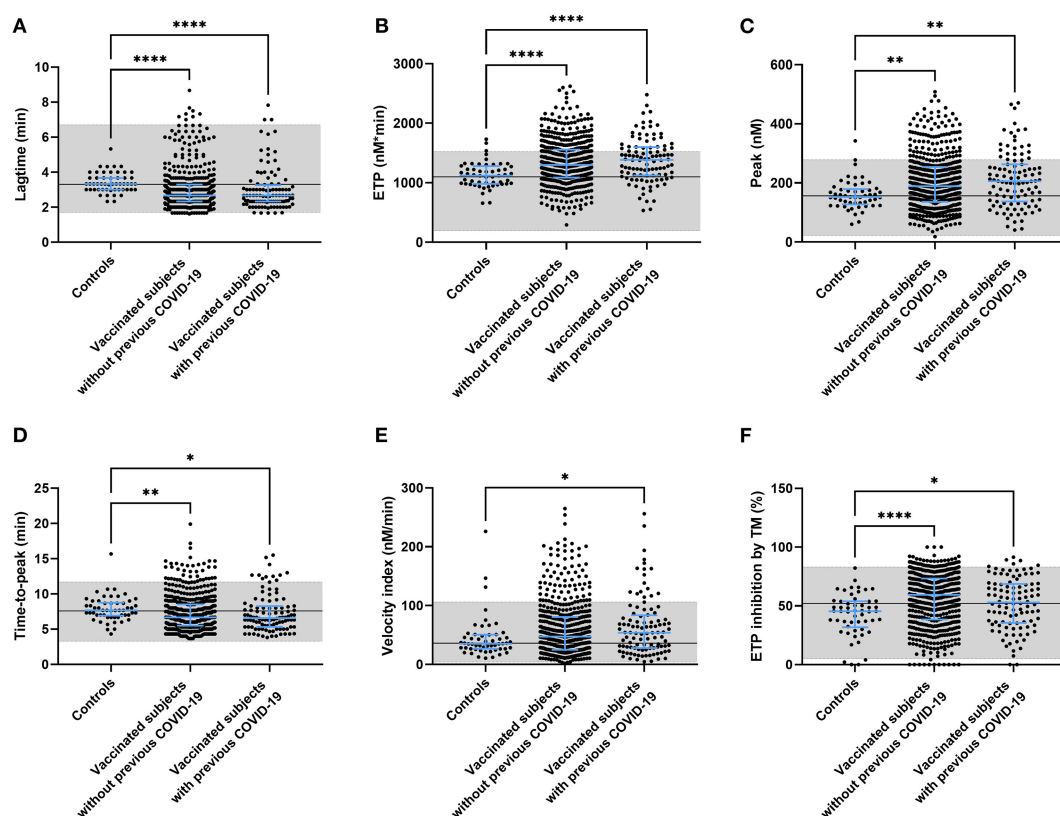 A
****
****
Lagtime (min)
10
8
6
4
2
0
Controls
Vaccinated subjects
without previous COVID-19
Vaccinated subjects
with previous COVID-19
B
****
****
ETP (nM*min)
3000
2000
1000
0
Controls
Vaccinated subjects
without previous COVID-19
Vaccinated subjects
with previous COVID-19
C
**
**
Peak (nM)
600
400
200
0
Controls
Vaccinated subjects
without previous COVID-19
Vaccinated subjects
with previous COVID-19
D
*
**
Time-to-peak (min)
25
20
15
10
5
0
Controls
Vaccinated subjects
without previous COVID-19
Vaccinated subjects
with previous COVID-19
E
*
Velocity index (nM/min)
300
200
100
0
Controls
Vaccinated subjects
without previous COVID-19
Vaccinated subjects
with previous COVID-19
F
*
****
ETP inhibition by TM (%)
150
100
50
0
Controls
Vaccinated subjects
without previous COVID-19
Vaccinated subjects
with previous COVID-19